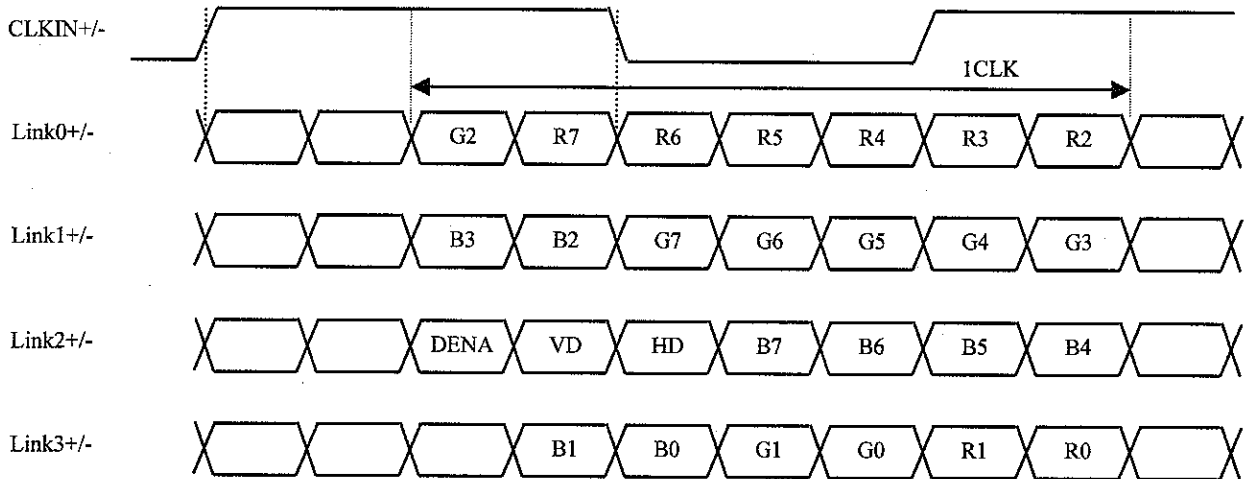 CLKIN+/-
1CLK
Link0+/- G2 R7 R6 R5 R4 R3 R2
Link1+/- B3 B2 G7 G6 G5 G4 G3
Link2+/- DENA VD HD B7 B6 B5 B4
Link3+/- B1 B0 G1 G0 R1 R0